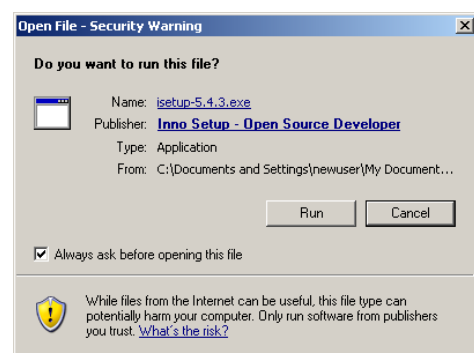 Open File - Security Warning
Do you want to run this file?
Name: isetup-5.4.3.exe
Publisher: Inno Setup - Open Source Developer
Type: Application
From: C:\Documents and Settings\newuser\My Document...
Run Cancel
Always ask before opening this file
While files from the Internet can be useful, this file type can
potentially harm your computer. Only run software from publishers
you trust. What's the risk?